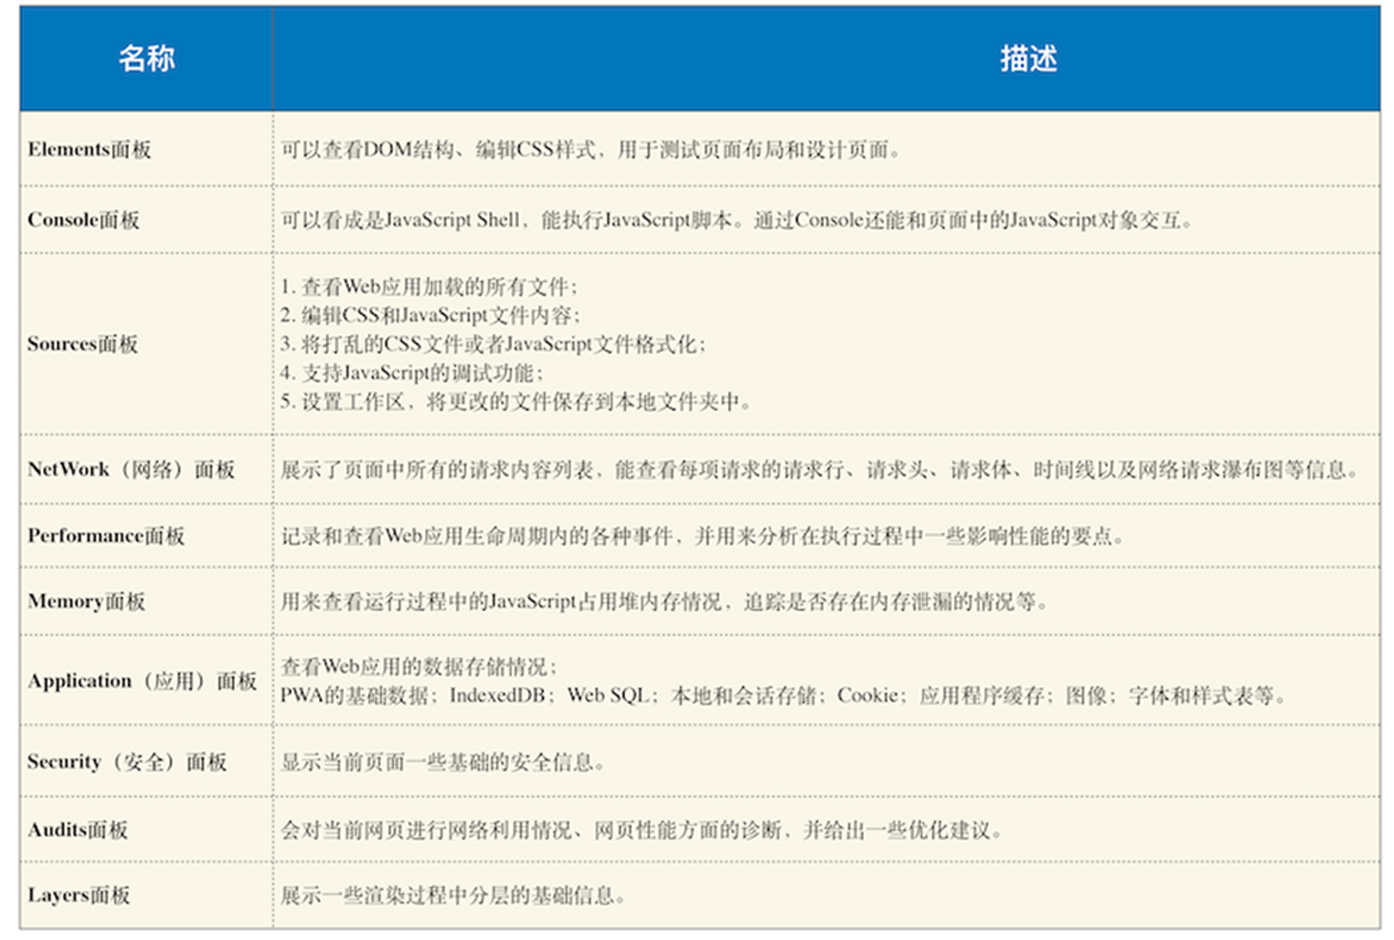 名称
描述
Elements面板
可以查看DOM结构、编辑CSS样式，用于测试页面布局和设计页面。
Console面板
可以看成是JavaScript Shell，能执行JavaScript脚本。通过Console还能和页面中的JavaScript对象交互。
Sources面板
1. 查看Web应用加载的所有文件；
2. 编辑CSS和JavaScript文件内容；
3. 将打乱的CSS文件或者JavaScript文件格式化；
4. 支持JavaScript的调试功能；
5. 设置工作区，将更改的文件保存到本地文件夹中。
NetWork（网络）面板
展示了页面中所有的请求内容列表，能查看每项请求的请求行、请求头、请求体、时间线以及网络请求瀑布图等信息。
Performance面板
记录和查看Web应用生命周期内的各种事件，并用来分析在执行过程中一些影响性能的要点。
Memory面板
用来查看运行过程中的JavaScript占用堆内存情况，追踪是否存在内存泄漏的情况等。
Application（应用）面板
查看Web应用的数据存储情况；
PWA的基础数据；IndexedDB；Web SQL；本地和会话存储；Cookie；应用程序缓存；图像；字体和样式表等。
Security（安全）面板
显示当前页面一些基础的安全信息。
Audits面板
会对当前网页进行网络利用情况、网页性能方面的诊断，并给出一些优化建议。
Layers面板
展示一些渲染过程中分层的基础信息。